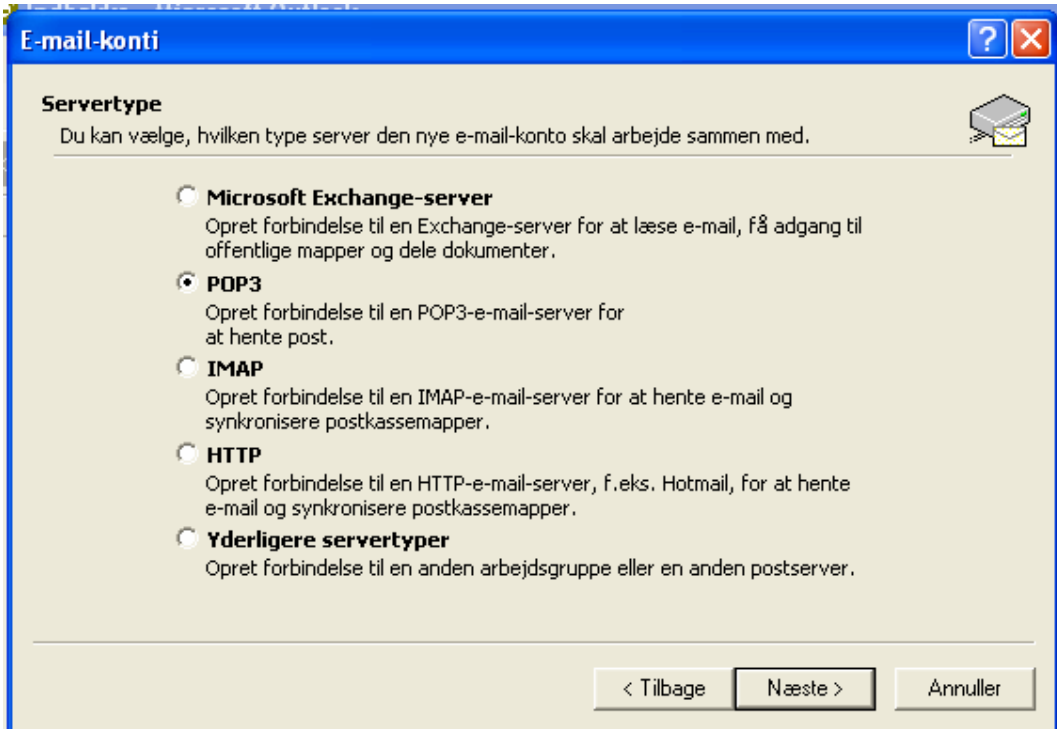 Indbakke - Microsoft Outlook
E-mail-konti
Servertype
Du kan vælge, hvilken type server den nye e-mail-konto skal arbejde sammen med.
Microsoft Exchange-server
Opret forbindelse til en Exchange-server for at læse e-mail, få adgang til
offentlige mapper og dele dokumenter.
POP3
Opret forbindelse til en POP3-e-mail-server for
at hente post.
IMAP
Opret forbindelse til en IMAP-e-mail-server for at hente e-mail og
synkronisere postkassemapper.
HTTP
Opret forbindelse til en HTTP-e-mail-server, f.eks. Hotmail, for at hente
e-mail og synkronisere postkassemapper.
Yderligere servertyper
Opret forbindelse til en anden arbejdsgruppe eller en anden postserver.
< Tilbage
Næste >
Annuller